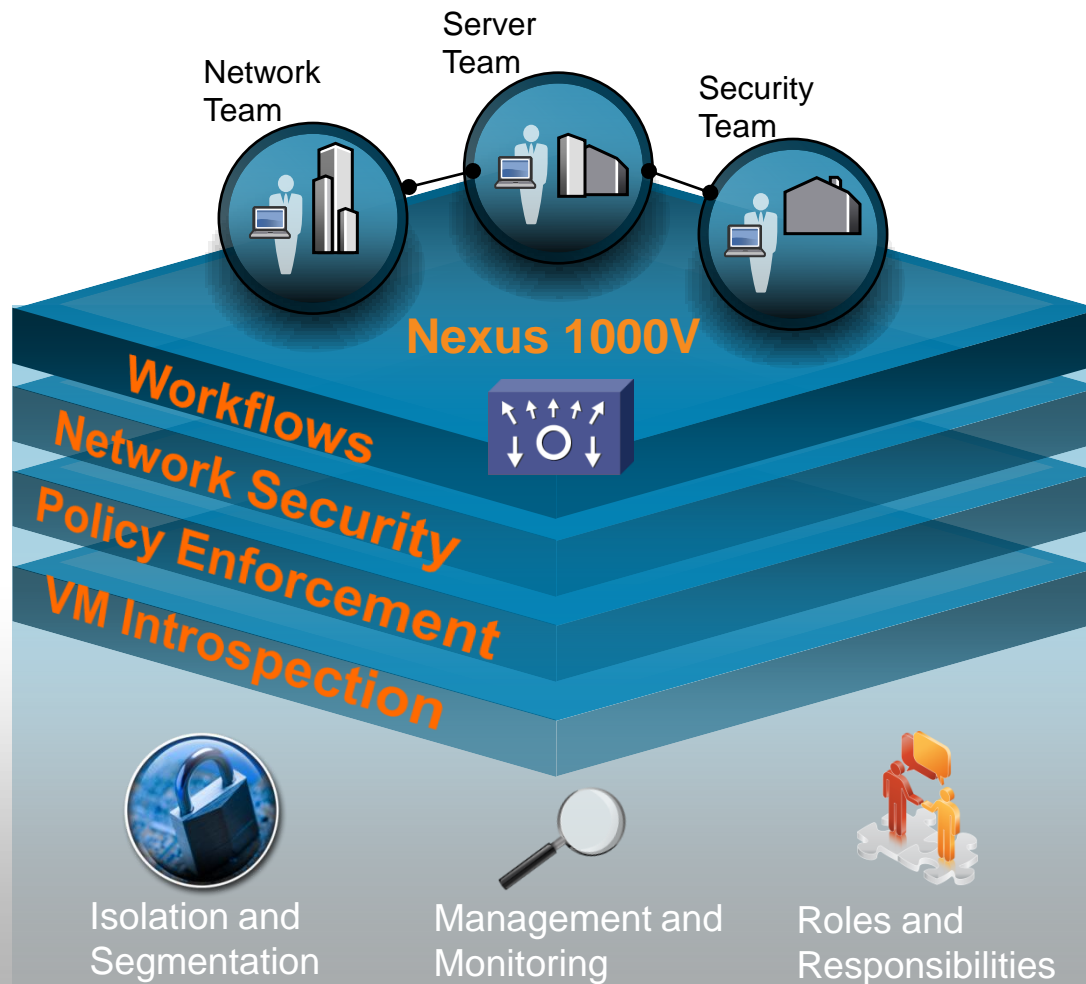 Server
Team
Network
Team
Security
Team
Nexus 1000V
Workflows
Network Security
Policy Enforcement
VM Introspection
Isolation and
Segmentation
Management and
Monitoring
Roles and
Responsibilities